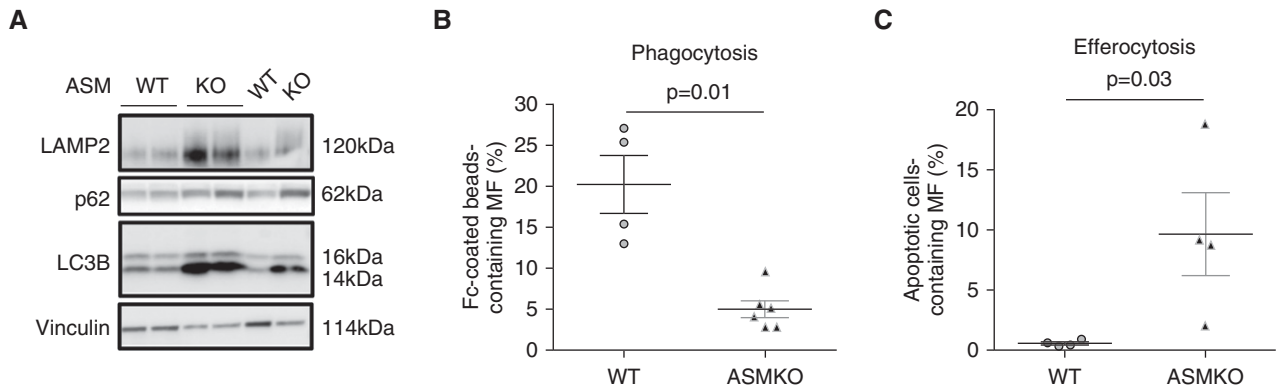 A
ASM WT KO WT KO
LAMP2 120kDa
p62 62kDa
LC3B 16kDa
14kDa
Vinculin 114kDa
B
Phagocytosis
p=0.01
Fc-coated beads-
containing MF (%)
30
25
20
15
10
5
0
WT ASMKO
C
Efferocytosis
p=0.03
Apoptotic cells-
containing MF (%)
20
15
10
5
0
WT ASMKO